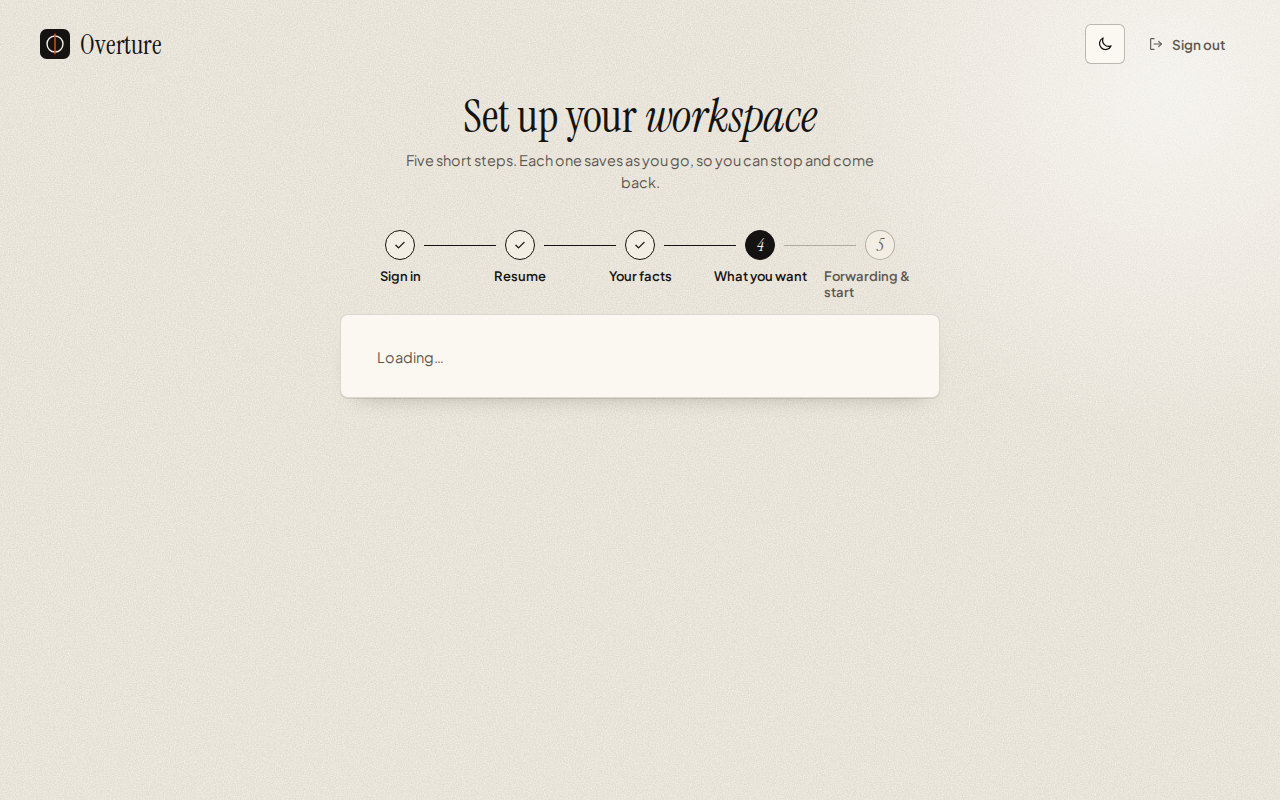 Overture
Sign out
Set up your workspace
Five short steps. Each one saves as you go, so you can stop and come
back.
4
5
Sign in
Resume
Your facts
What you want
Forwarding &
start
Loading…